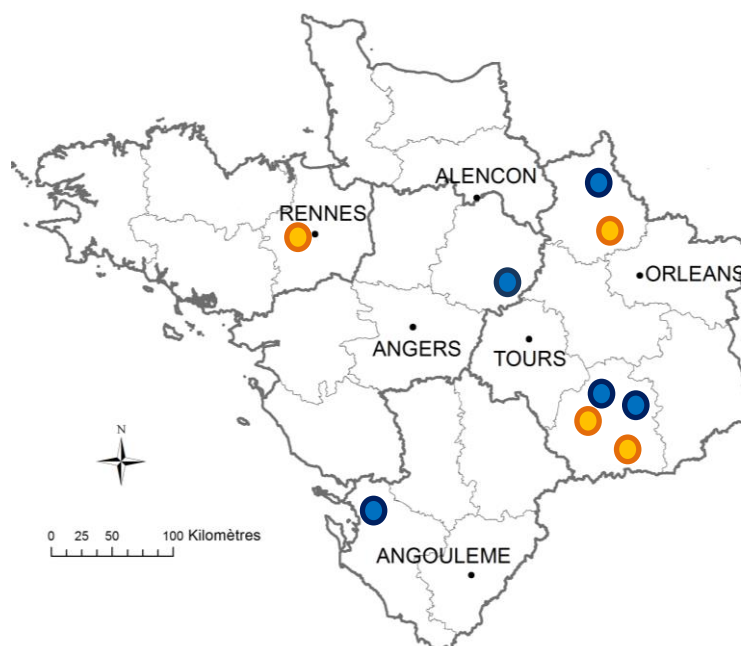 ALENCON
RENNES
ORLEANS
ANGERS
TOURS
N
0 25 50 100 Kilomètres
ANGOULEME